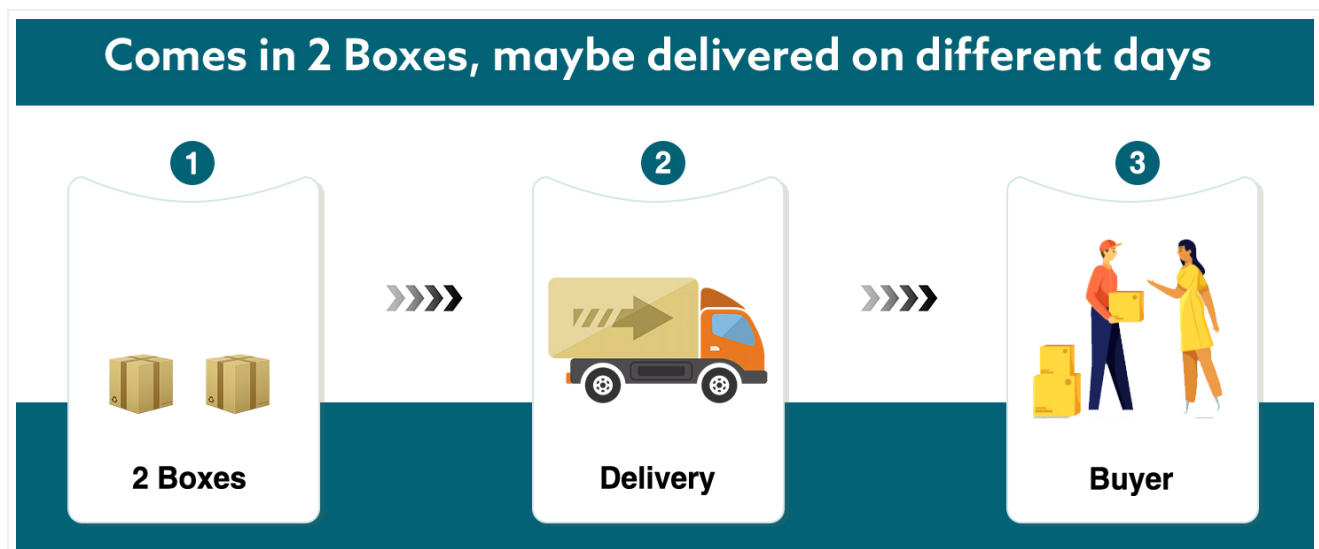 Comes in 2 Boxes, maybe delivered on different days
1
2
3
2 Boxes
Delivery
Buyer